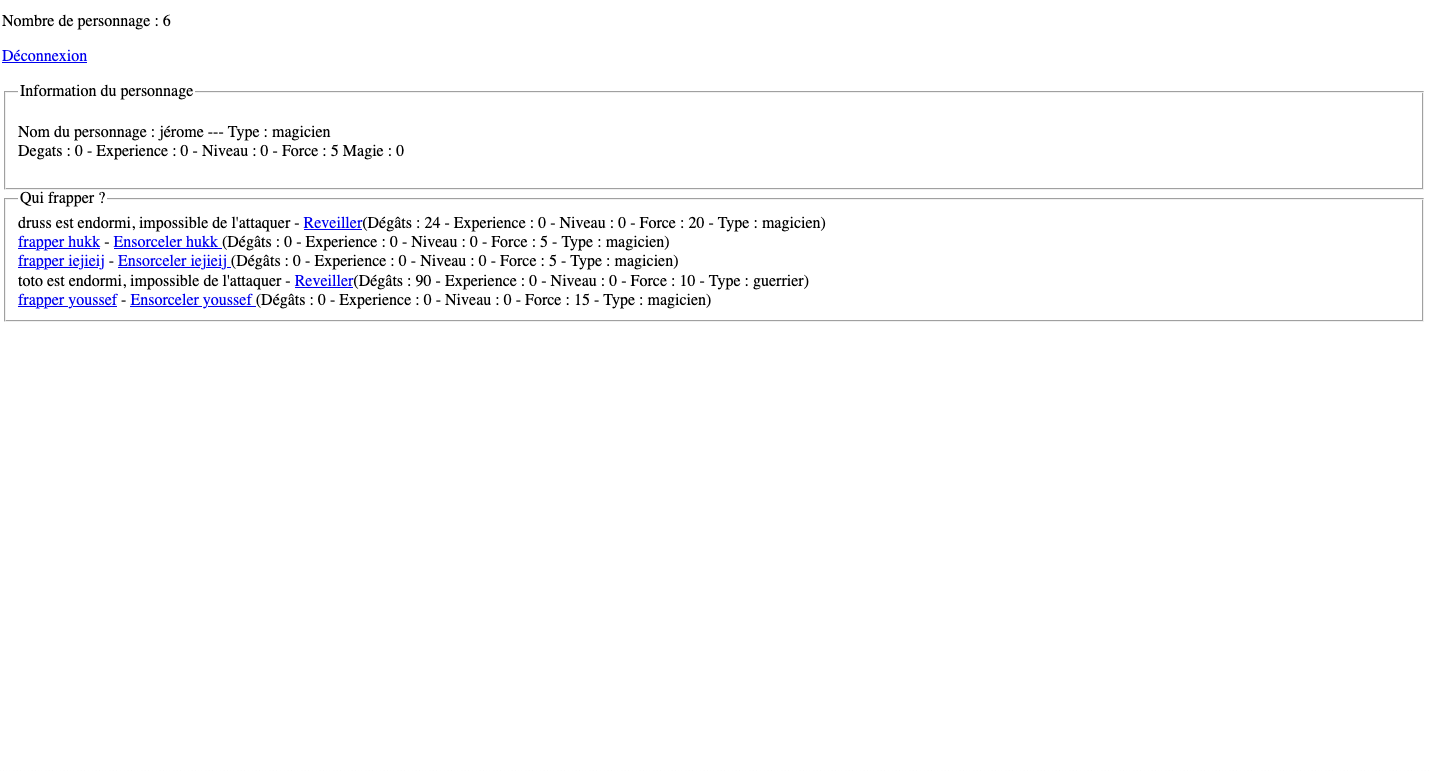 Nombre de personnage : 6
Déconnexion
Information du personnage
Nom du personnage : jérome --- Type : magicien
Degats : 0 - Experience : 0 - Niveau : 0 - Force : 5 Magie : 0
Qui frapper ?
druss est endormi, impossible de l'attaquer - Reveiller(Dégâts : 24 - Experience : 0 - Niveau : 0 - Force : 20 - Type : magicien)
frapper hukk - Ensorceler hukk (Dégâts : 0 - Experience : 0 - Niveau : 0 - Force : 5 - Type : magicien)
frapper iejieij - Ensorceler iejieij (Dégâts : 0 - Experience : 0 - Niveau : 0 - Force : 5 - Type : magicien)
toto est endormi, impossible de l'attaquer - Reveiller(Dégâts : 90 - Experience : 0 - Niveau : 0 - Force : 10 - Type : guerrier)
frapper youssef - Ensorceler youssef (Dégâts : 0 - Experience : 0 - Niveau : 0 - Force : 15 - Type : magicien)